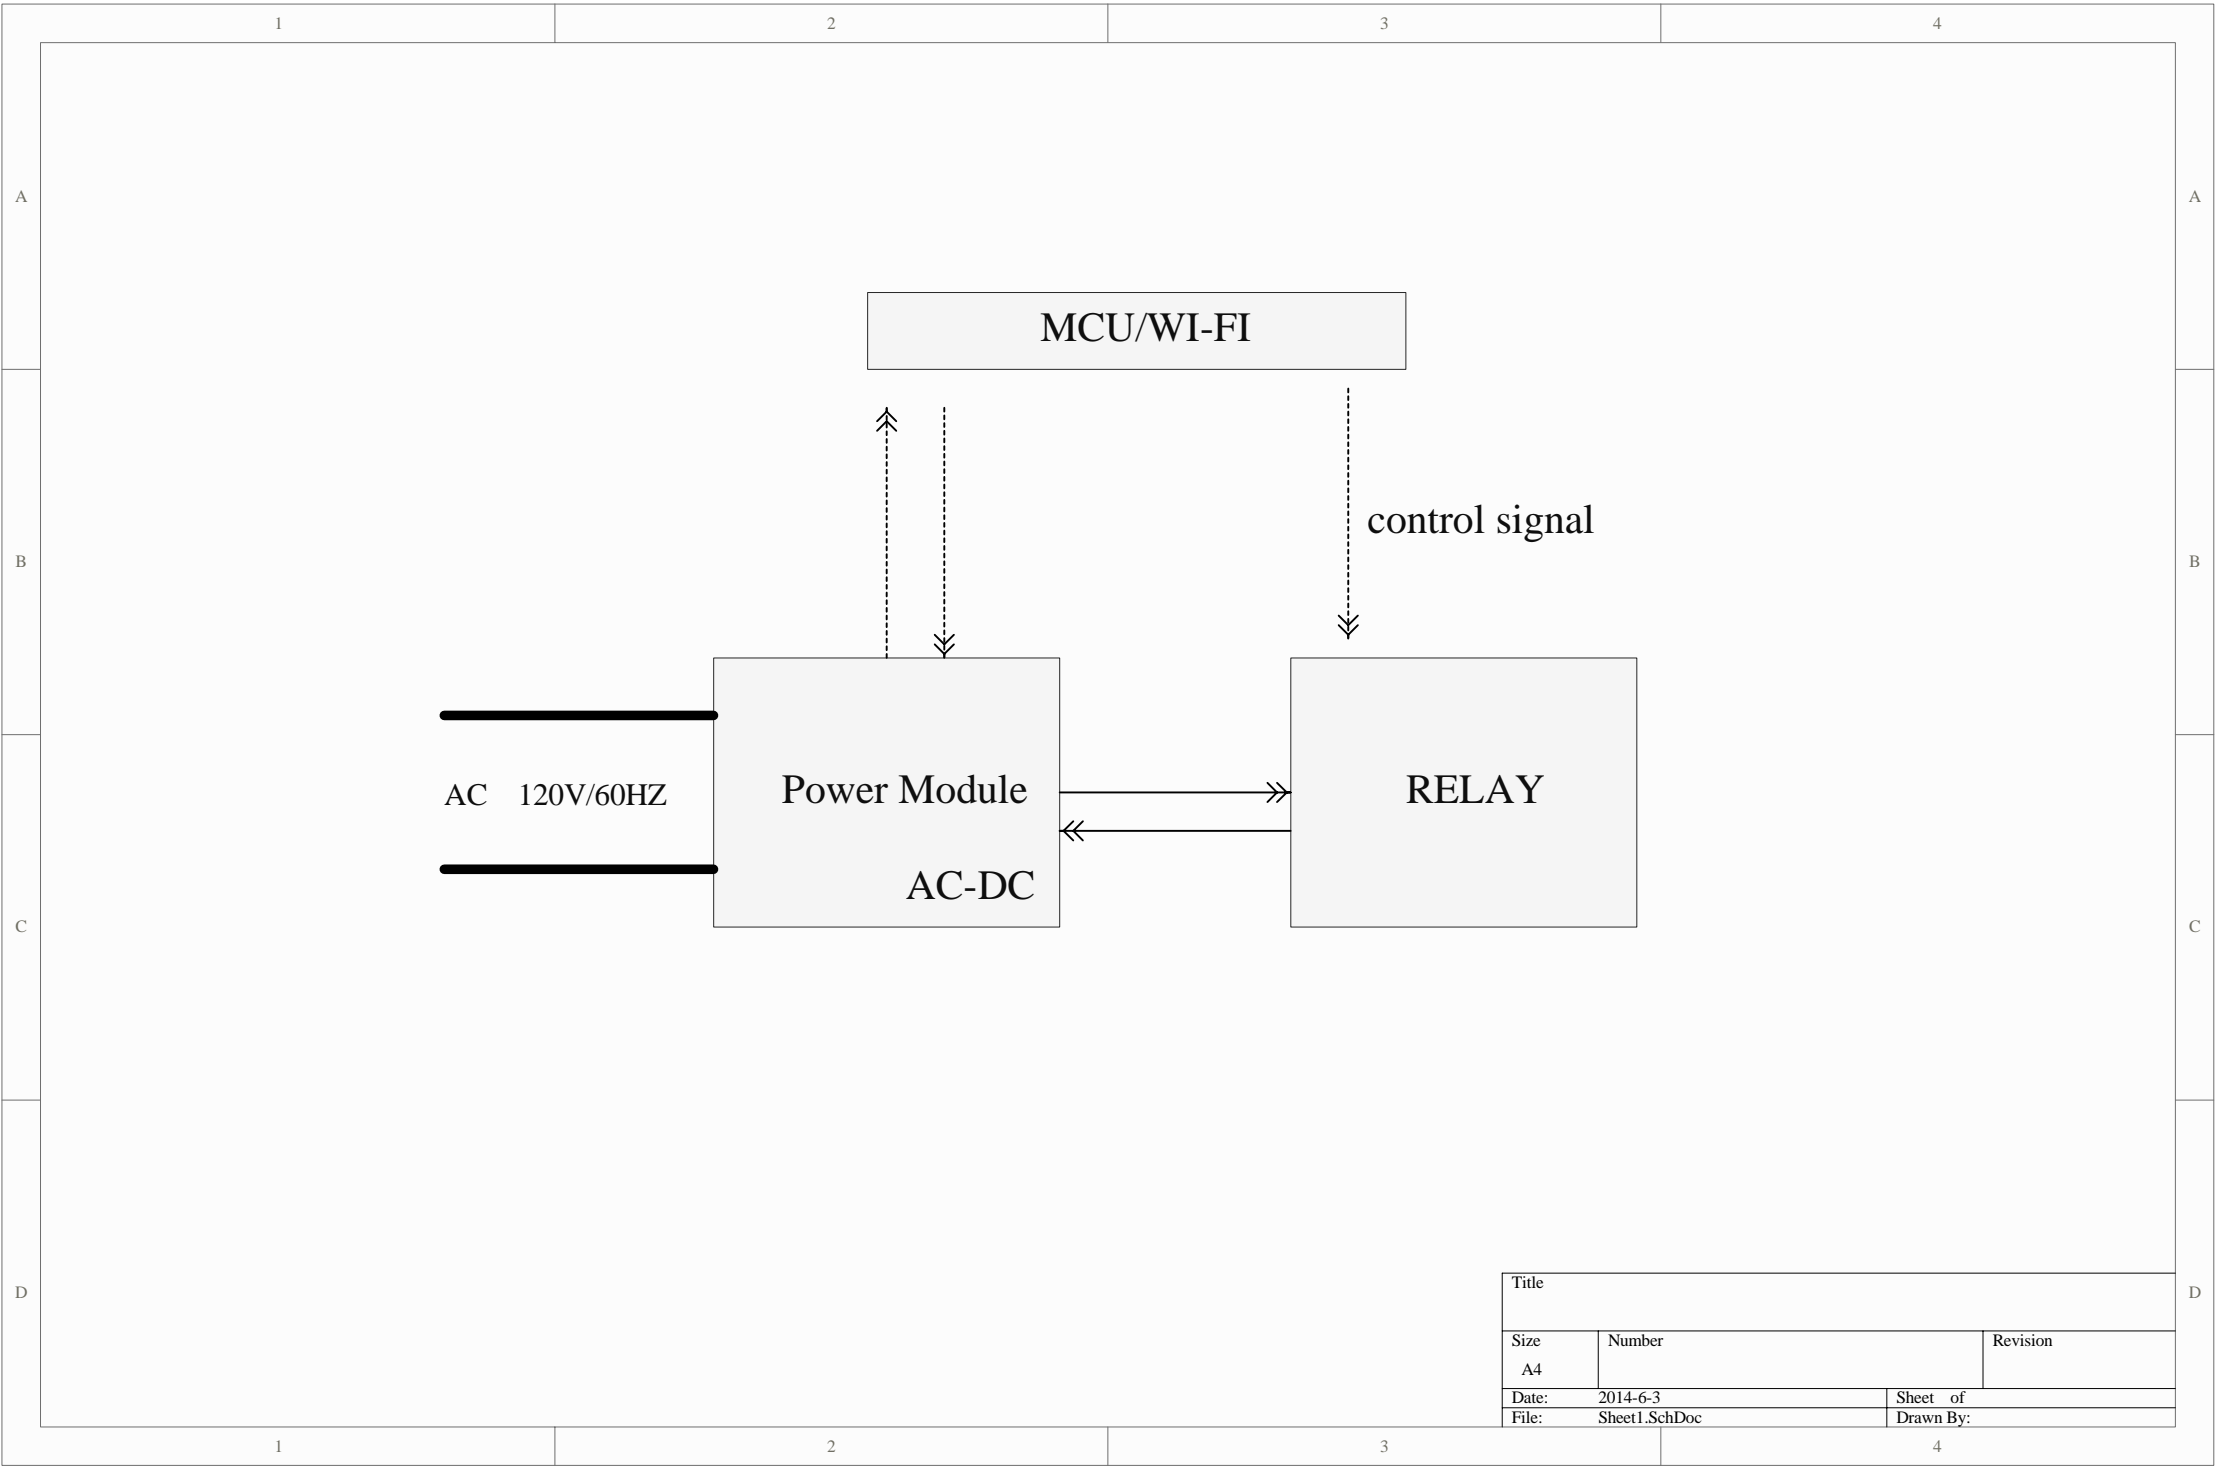 1 2 3 4
A A
MCU/WI-FI
control signal
B B
Power Module RELAY
AC 120V/60HZ
AC-DC
C C
Title
D D
Size Number Revision
A4
Date: 2014-6-3 Sheet of
File: Sheet1.SchDoc Drawn By:
1 2 3 4